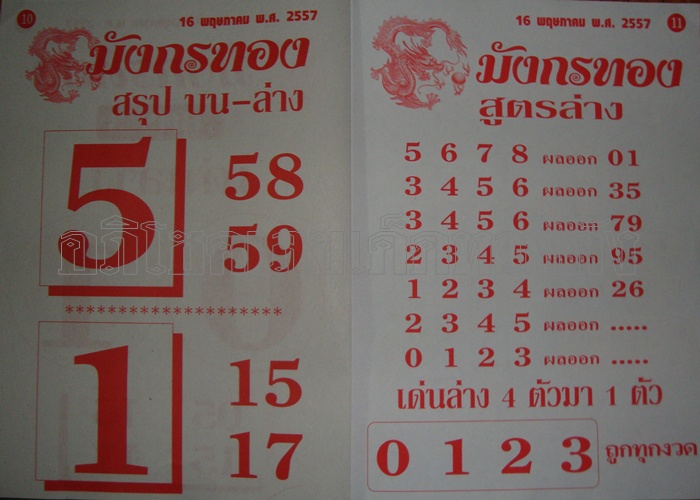 10
16 พฤษภาคม พ.ศ. 2557
มังกรทอง
สรุป บน-ล่าง
5
58
59
********************
1
15
17
16 พฤษภาคม พ.ศ. 2557
11
มังกรทอง
สูตรล่าง
5 6 7 8 ผลออก 01
3 4 5 6 ผลออก 35
3 4 5 6 ผลออก 79
2 3 4 5 ผลออก 95
1 2 3 4 ผลออก 26
2 3 4 5 ผลออก .....
0 1 2 3 ผลออก .....
เด่นล่าง 4 ตัวมา 1 ตัว
0 1 2 3 ถูกทุกงวด